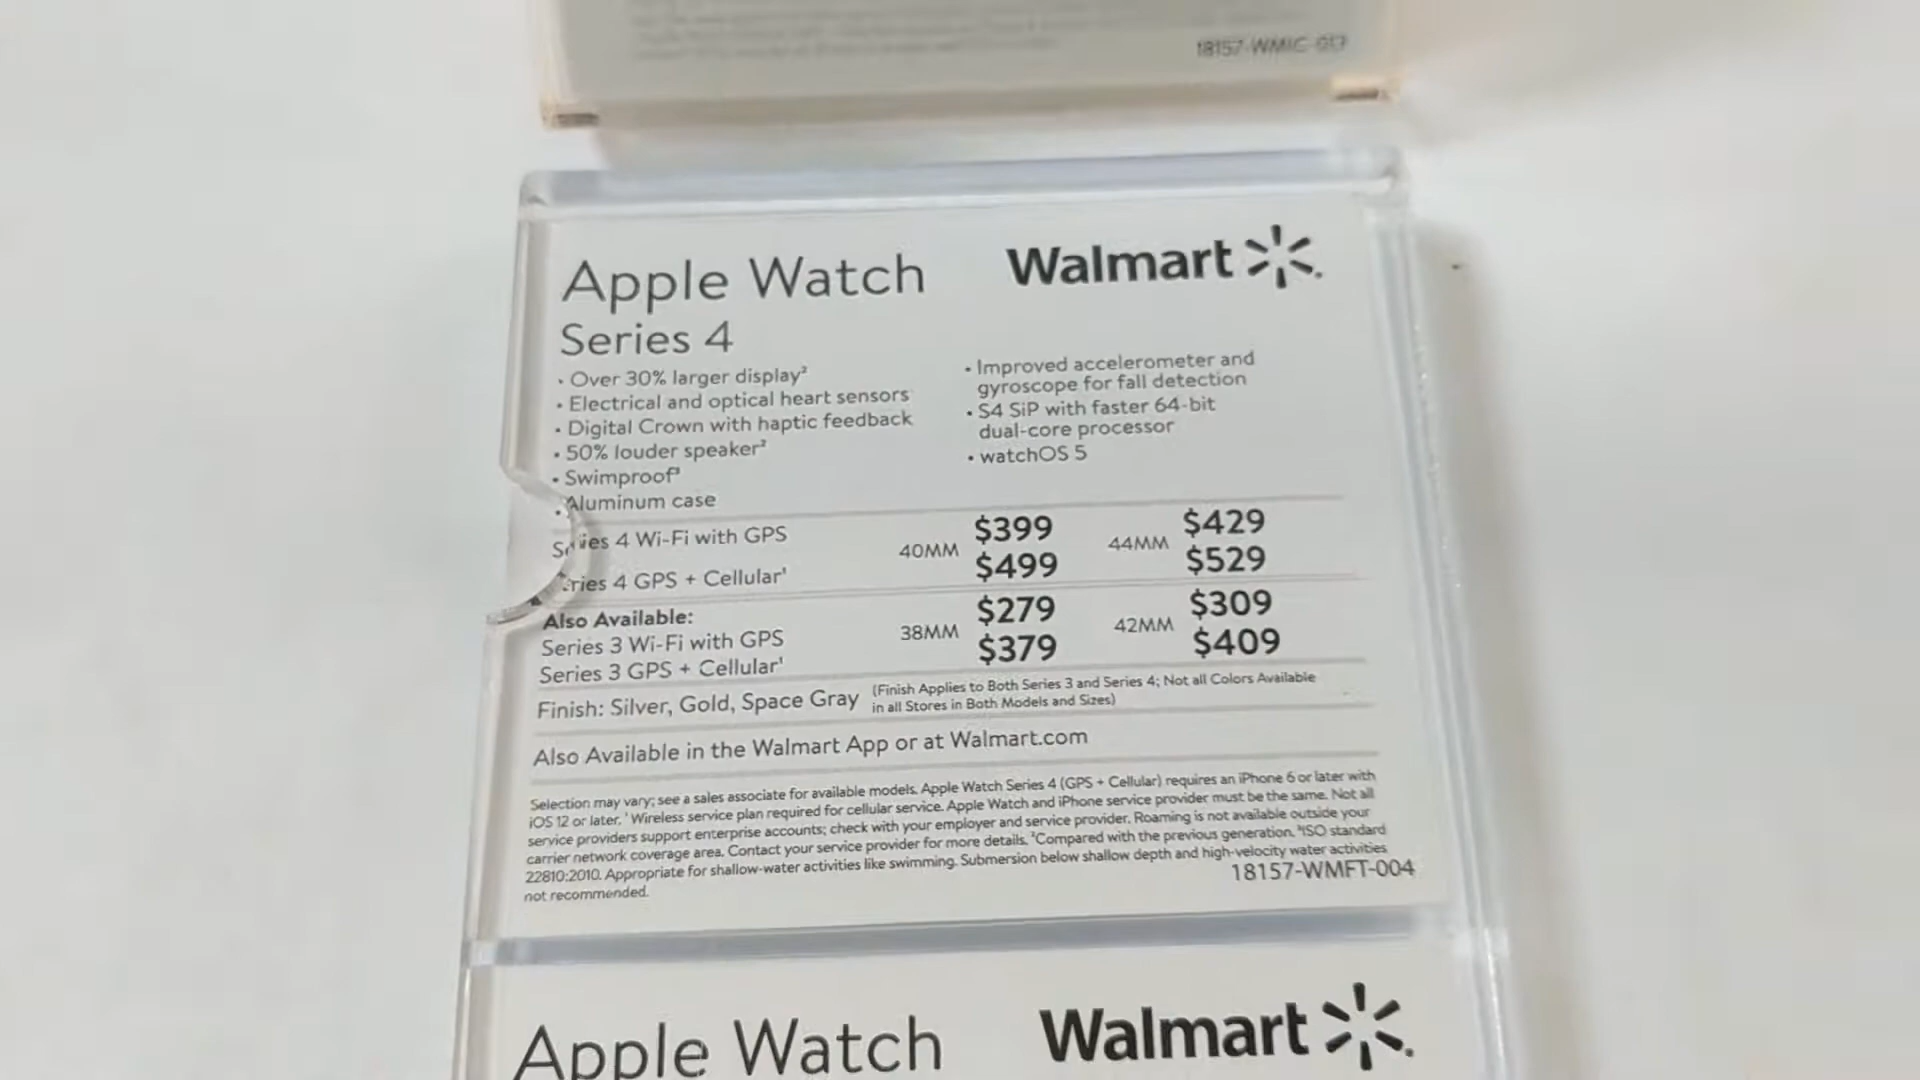 18157-WMIC-017
Apple Watch
Walmart
Series 4
• Over 30% larger display²
• Electrical and optical heart sensors
• Digital Crown with haptic feedback
• 50% louder speaker²
• Swimproof³
• Aluminum case
• Improved accelerometer and
gyroscope for fall detection
• S4 SiP with faster 64-bit
dual-core processor
• watchOS 5
Series 4 Wi-Fi with GPS 40MM $399 44MM $429
Series 4 GPS + Cellular¹ $499 $529
Also Available:
Series 3 Wi-Fi with GPS 38MM $279 42MM $309
Series 3 GPS + Cellular¹ $379 $409
Finish: Silver, Gold, Space Gray (Finish Applies to Both Series 3 and Series 4; Not all Colors Available
in all Stores in Both Models and Sizes)
Also Available in the Walmart App or at Walmart.com
Selection may vary; see a sales associate for available models. Apple Watch Series 4 (GPS + Cellular) requires an iPhone 6 or later with
iOS 12 or later. ¹Wireless service plan required for cellular service. Apple Watch and iPhone service provider must be the same. Not all
service providers support enterprise accounts; check with your employer and service provider. Roaming is not available outside your
carrier network coverage area. Contact your service provider for more details. ²Compared with the previous generation. ³ISO standard
22810:2010. Appropriate for shallow-water activities like swimming. Submersion below shallow depth and high-velocity water activities
not recommended.
18157-WMFT-004
Apple Watch
Walmart